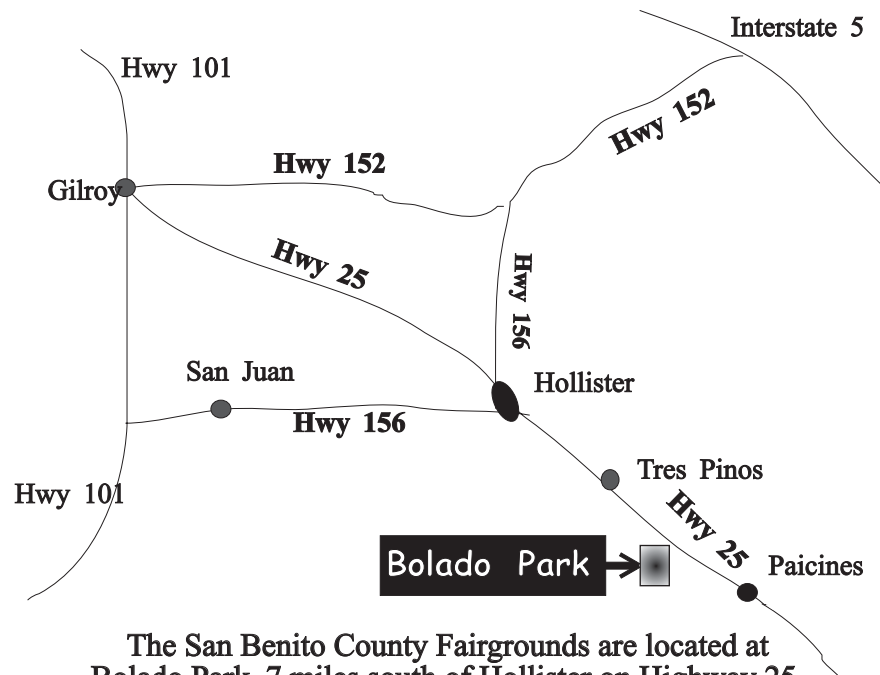 Interstate 5
Hwy 101
Hwy 152
Hwy 152
Gilroy
Hwy 25
Hwy 156
San Juan
Hollister
Hwy 156
Tres Pinos
Hwy 101
Hwy 25
Bolado Park
Paicines
The San Benito County Fairgrounds are located at
Bolado Park, 7 miles south of Hollister on Highway 25